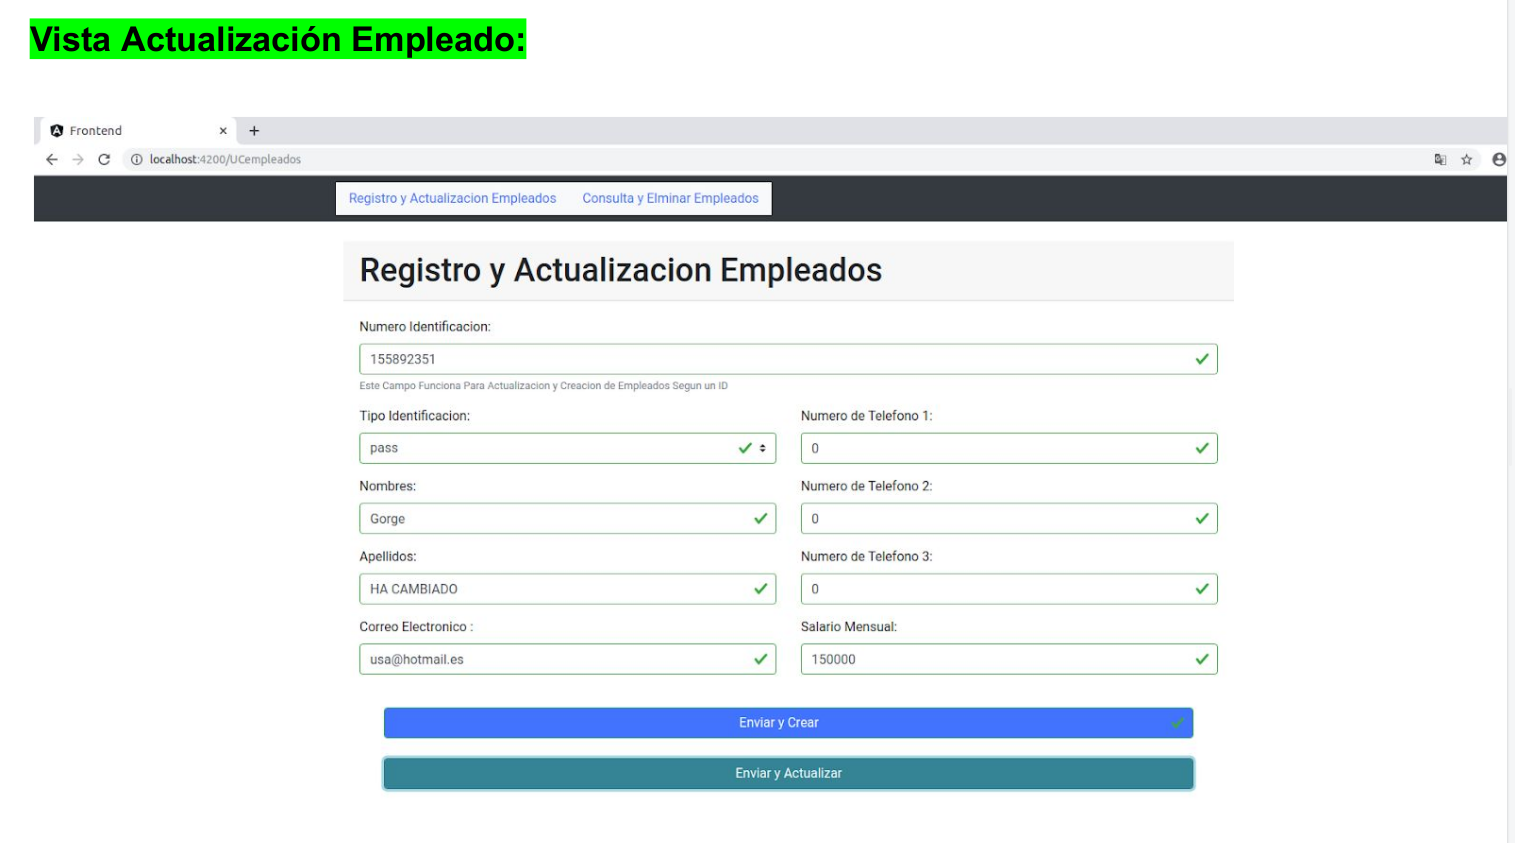 Vista Actualización Empleado:
Frontend
localhost:4200/UCempleados
Registro y Actualizacion Empleados
Consulta y Elminar Empleados
Registro y Actualizacion Empleados
Numero Identificacion:
155892351
Este Campo Funciona Para Actualizacion y Creacion de Empleados Segun un ID
Tipo Identificacion:
Numero de Telefono 1:
pass
0
Nombres:
Numero de Telefono 2:
Gorge
0
Apellidos:
Numero de Telefono 3:
HA CAMBIADO
0
Correo Electronico :
Salario Mensual:
usa@hotmail.es
150000
Enviar y Crear
Enviar y Actualizar